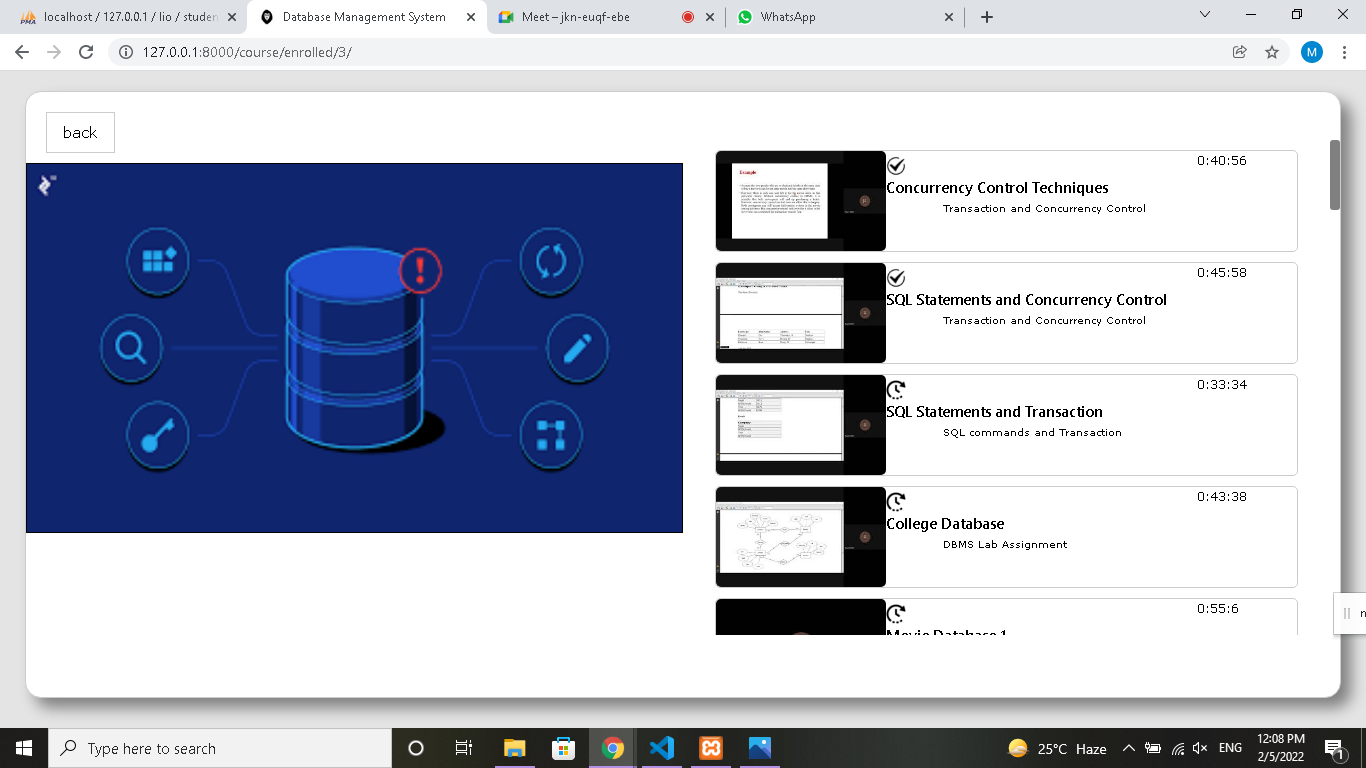 localhost / 127.0.0.1 / lio / studen
Database Management System
Meet – jkn-euqf-ebe
WhatsApp
127.0.0.1:8000/course/enrolled/3/
M
back
Example
0:40:56
Concurrency Control Techniques
Transaction and Concurrency Control
0:45:58
SQL Statements and Concurrency Control
Transaction and Concurrency Control
0:33:34
SQL Statements and Transaction
SQL commands and Transaction
0:43:38
College Database
DBMS Lab Assignment
0:55:6
Movie Database 1
Type here to search
25°C Haze
ENG
12:08 PM
2/5/2022
1